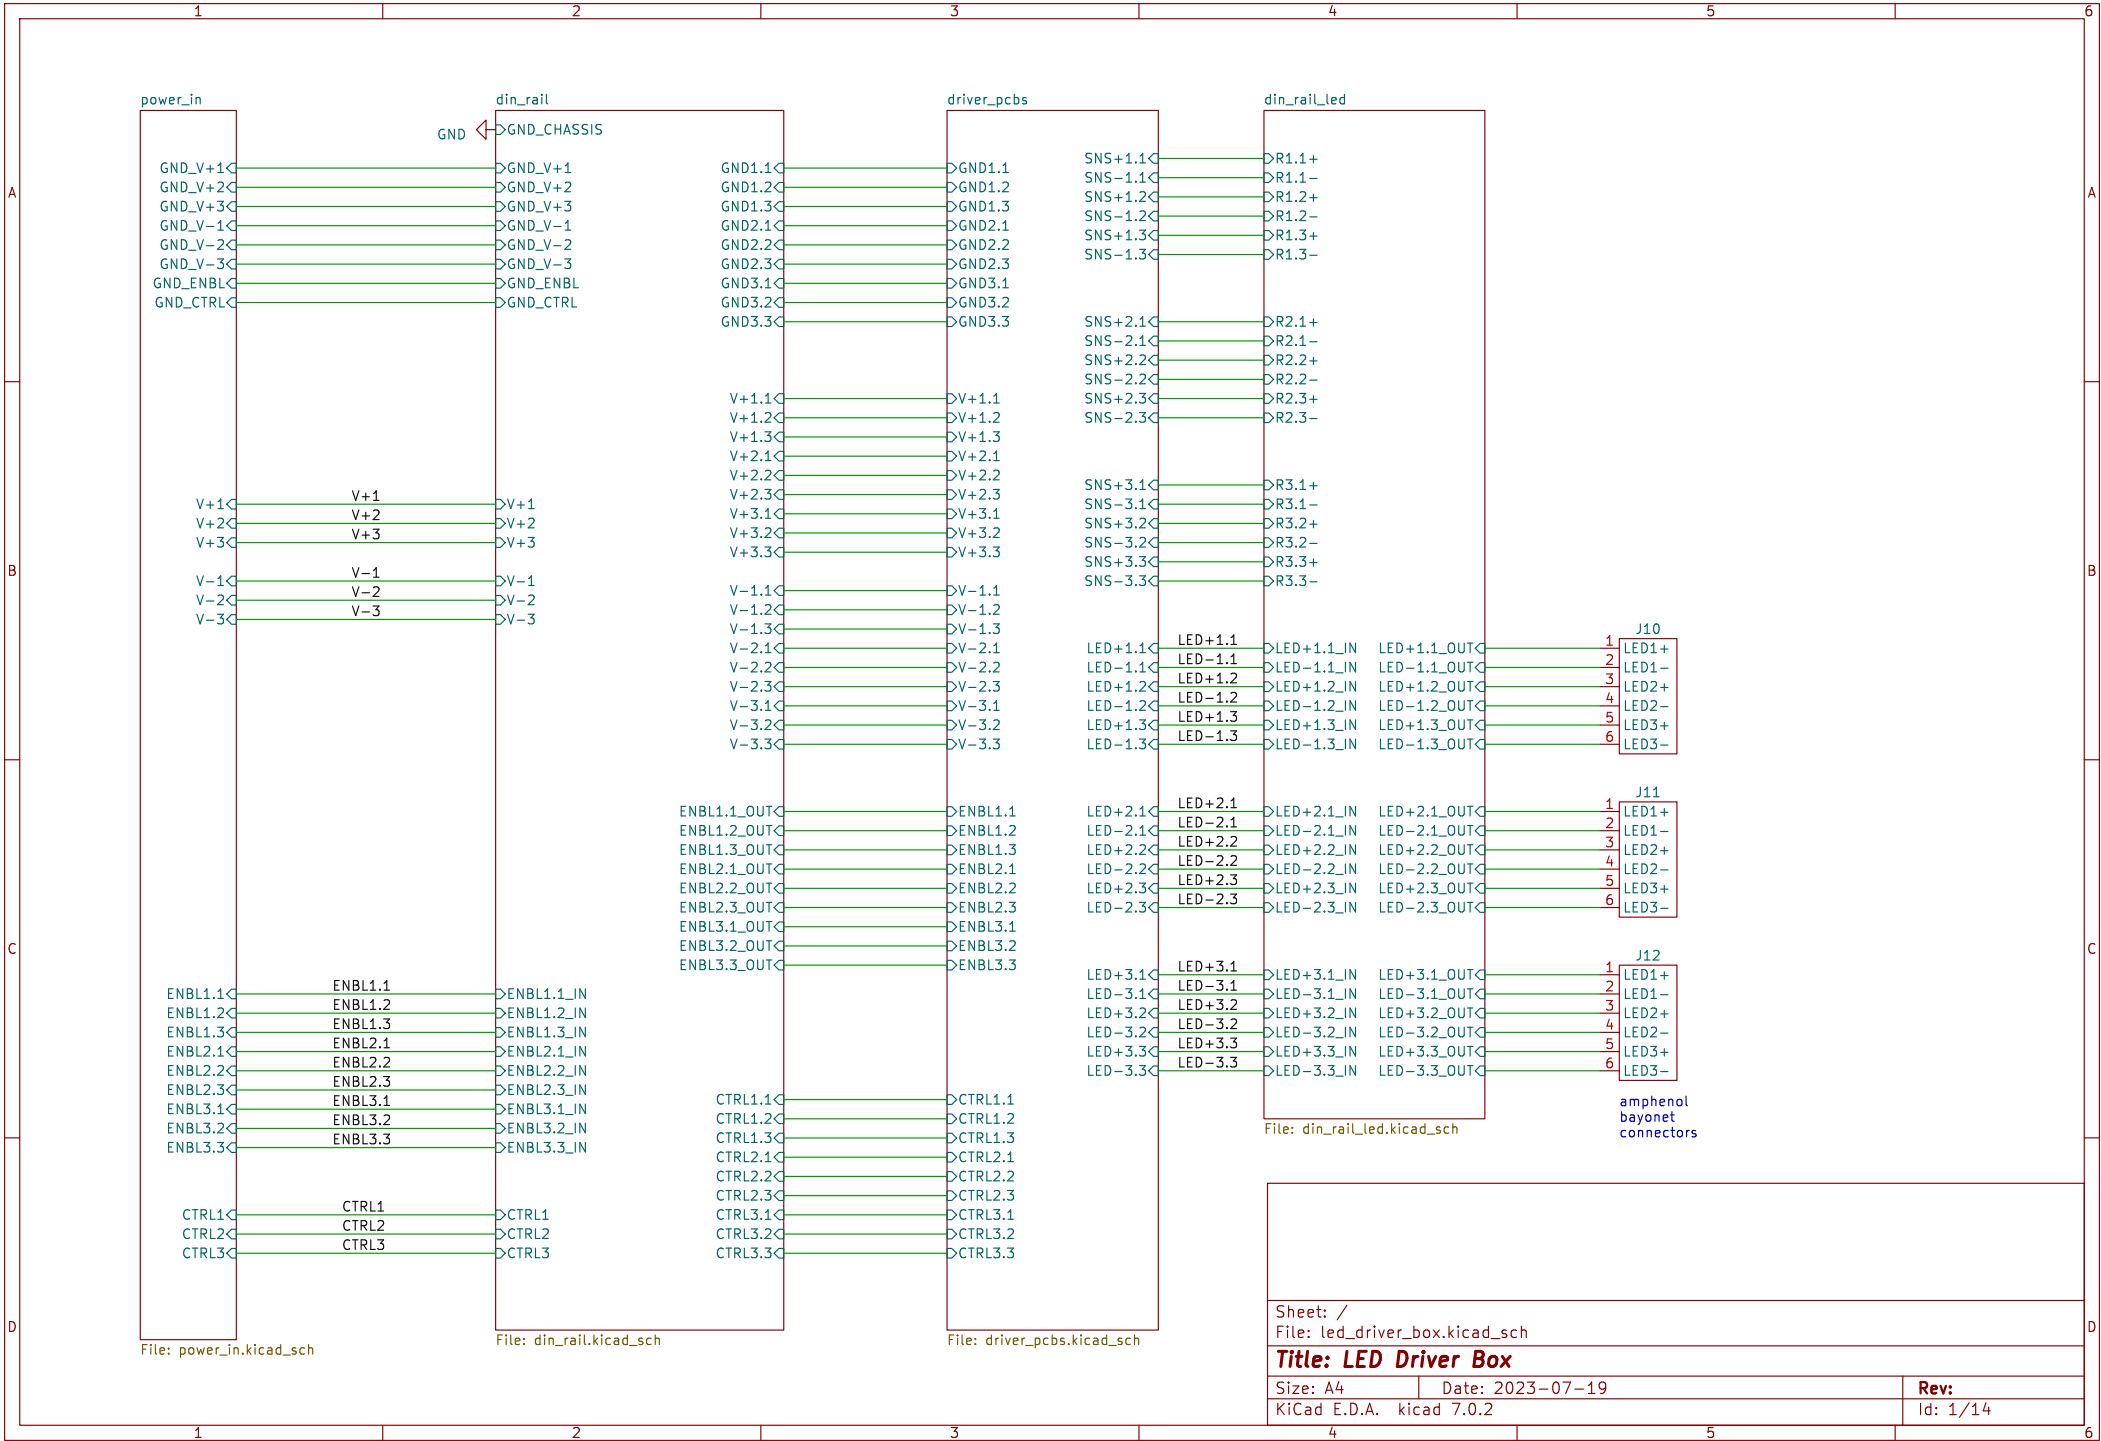 1 2 3 4 5 6
A
B
C
D
power_in
GND_V+1
GND_V+2
GND_V+3
GND_V-1
GND_V-2
GND_V-3
GND_ENBL
GND_CTRL
V+1
V+2
V+3
V-1
V-2
V-3
ENBL1.1
ENBL1.2
ENBL1.3
ENBL2.1
ENBL2.2
ENBL2.3
ENBL3.1
ENBL3.2
ENBL3.3
CTRL1
CTRL2
CTRL3
File: power_in.kicad_sch
V+1
V+2
V+3
V-1
V-2
V-3
ENBL1.1
ENBL1.2
ENBL1.3
ENBL2.1
ENBL2.2
ENBL2.3
ENBL3.1
ENBL3.2
ENBL3.3
CTRL1
CTRL2
CTRL3
GND
din_rail
GND_CHASSIS
GND_V+1
GND_V+2
GND_V+3
GND_V-1
GND_V-2
GND_V-3
GND_ENBL
GND_CTRL
V+1
V+2
V+3
V-1
V-2
V-3
ENBL1.1_IN
ENBL1.2_IN
ENBL1.3_IN
ENBL2.1_IN
ENBL2.2_IN
ENBL2.3_IN
ENBL3.1_IN
ENBL3.2_IN
ENBL3.3_IN
CTRL1
CTRL2
CTRL3
GND1.1
GND1.2
GND1.3
GND2.1
GND2.2
GND2.3
GND3.1
GND3.2
GND3.3
V+1.1
V+1.2
V+1.3
V+2.1
V+2.2
V+2.3
V+3.1
V+3.2
V+3.3
V-1.1
V-1.2
V-1.3
V-2.1
V-2.2
V-2.3
V-3.1
V-3.2
V-3.3
ENBL1.1_OUT
ENBL1.2_OUT
ENBL1.3_OUT
ENBL2.1_OUT
ENBL2.2_OUT
ENBL2.3_OUT
ENBL3.1_OUT
ENBL3.2_OUT
ENBL3.3_OUT
CTRL1.1
CTRL1.2
CTRL1.3
CTRL2.1
CTRL2.2
CTRL2.3
CTRL3.1
CTRL3.2
CTRL3.3
File: din_rail.kicad_sch
driver_pcbs
GND1.1
GND1.2
GND1.3
GND2.1
GND2.2
GND2.3
GND3.1
GND3.2
GND3.3
V+1.1
V+1.2
V+1.3
V+2.1
V+2.2
V+2.3
V+3.1
V+3.2
V+3.3
V-1.1
V-1.2
V-1.3
V-2.1
V-2.2
V-2.3
V-3.1
V-3.2
V-3.3
ENBL1.1
ENBL1.2
ENBL1.3
ENBL2.1
ENBL2.2
ENBL2.3
ENBL3.1
ENBL3.2
ENBL3.3
CTRL1.1
CTRL1.2
CTRL1.3
CTRL2.1
CTRL2.2
CTRL2.3
CTRL3.1
CTRL3.2
CTRL3.3
SNS+1.1
SNS-1.1
SNS+1.2
SNS-1.2
SNS+1.3
SNS-1.3
SNS+2.1
SNS-2.1
SNS+2.2
SNS-2.2
SNS+2.3
SNS-2.3
SNS+3.1
SNS-3.1
SNS+3.2
SNS-3.2
SNS+3.3
SNS-3.3
LED+1.1
LED-1.1
LED+1.2
LED-1.2
LED+1.3
LED-1.3
LED+2.1
LED-2.1
LED+2.2
LED-2.2
LED+2.3
LED-2.3
LED+3.1
LED-3.1
LED+3.2
LED-3.2
LED+3.3
LED-3.3
File: driver_pcbs.kicad_sch
LED+1.1
LED-1.1
LED+1.2
LED-1.2
LED+1.3
LED-1.3
LED+2.1
LED-2.1
LED+2.2
LED-2.2
LED+2.3
LED-2.3
LED+3.1
LED-3.1
LED+3.2
LED-3.2
LED+3.3
LED-3.3
din_rail_led
R1.1+
R1.1-
R1.2+
R1.2-
R1.3+
R1.3-
R2.1+
R2.1-
R2.2+
R2.2-
R2.3+
R2.3-
R3.1+
R3.1-
R3.2+
R3.2-
R3.3+
R3.3-
LED+1.1_IN
LED-1.1_IN
LED+1.2_IN
LED-1.2_IN
LED+1.3_IN
LED-1.3_IN
LED+2.1_IN
LED-2.1_IN
LED+2.2_IN
LED-2.2_IN
LED+2.3_IN
LED-2.3_IN
LED+3.1_IN
LED-3.1_IN
LED+3.2_IN
LED-3.2_IN
LED+3.3_IN
LED-3.3_IN
LED+1.1_OUT
LED-1.1_OUT
LED+1.2_OUT
LED-1.2_OUT
LED+1.3_OUT
LED-1.3_OUT
LED+2.1_OUT
LED-2.1_OUT
LED+2.2_OUT
LED-2.2_OUT
LED+2.3_OUT
LED-2.3_OUT
LED+3.1_OUT
LED-3.1_OUT
LED+3.2_OUT
LED-3.2_OUT
LED+3.3_OUT
LED-3.3_OUT
File: din_rail_led.kicad_sch
J10
1 LED1+
2 LED1-
3 LED2+
4 LED2-
5 LED3+
6 LED3-
J11
1 LED1+
2 LED1-
3 LED2+
4 LED2-
5 LED3+
6 LED3-
J12
1 LED1+
2 LED1-
3 LED2+
4 LED2-
5 LED3+
6 LED3-
amphenol
bayonet
connectors
A
B
C
D
Sheet: /
File: led_driver_box.kicad_sch
Title: LED Driver Box
Size: A4 Date: 2023-07-19 Rev:
KiCad E.D.A. kicad 7.0.2 Id: 1/14
1 2 3 4 5 6